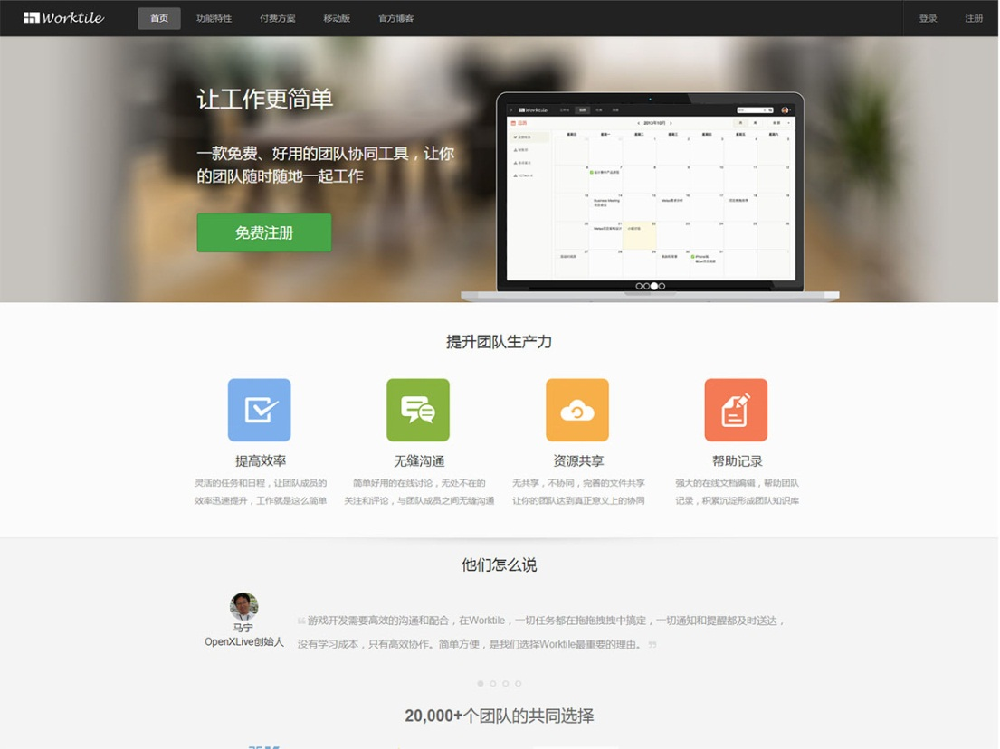 Worktile
首页
功能特性
付费方案
移动版
官方博客
登录
注册
让工作更简单
一款免费、好用的团队协同工具，让你
的团队随时随地一起工作
免费注册
Worktile
2013年10月
Business Meeting
提升团队生产力
提高效率
灵活的任务和日程，让团队成员的
效率迅速提升，工作就是这么简单
无缝沟通
简单好用的在线讨论，无处不在的
关注和评论，与团队成员之间无缝沟通
资源共享
无共享，不协同，完善的文件共享
让你的团队达到真正意义上的协同
帮助记录
强大的在线文档编辑，帮助团队
记录，积累沉淀形成团队知识库
他们怎么说
马宁
OpenXLive创始人
“ 游戏开发需要高效的沟通和配合，在Worktile，一切任务都在拖拖拽拽中搞定，一切通知和提醒都及时送达，
没有学习成本，只有高效协作。简单方便，是我们选择Worktile最重要的理由。 ”
20,000+个团队的共同选择